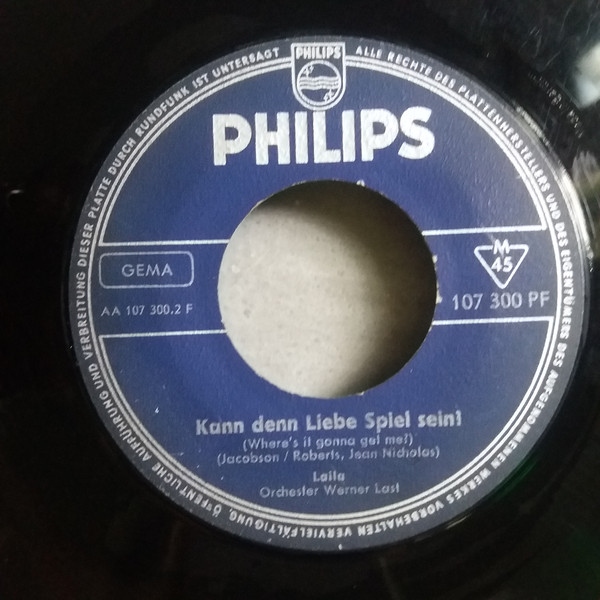 ALLE RECHTE DES PLATTENHERSTELLERS UND DES EIGENTÜMERS DES AUFGENOMMENEN WERKES VORBEHALTEN VERVIELFÄLTIGUNG, ÖFFENTLICHE AUFFÜHRUNG UND VERBREITUNG DIESER PLATTE DURCH RUNDFUNK IST UNTERSAGT
PHILIPS
PHILIPS
GEMA
M
45
AA 107 300.2 F
107 300 PF
Kann denn Liebe Spiel sein?
(Where's it gonna get me?)
(Jacobson / Roberts, Jean Nicholas)
Laila
Orchester Werner Last